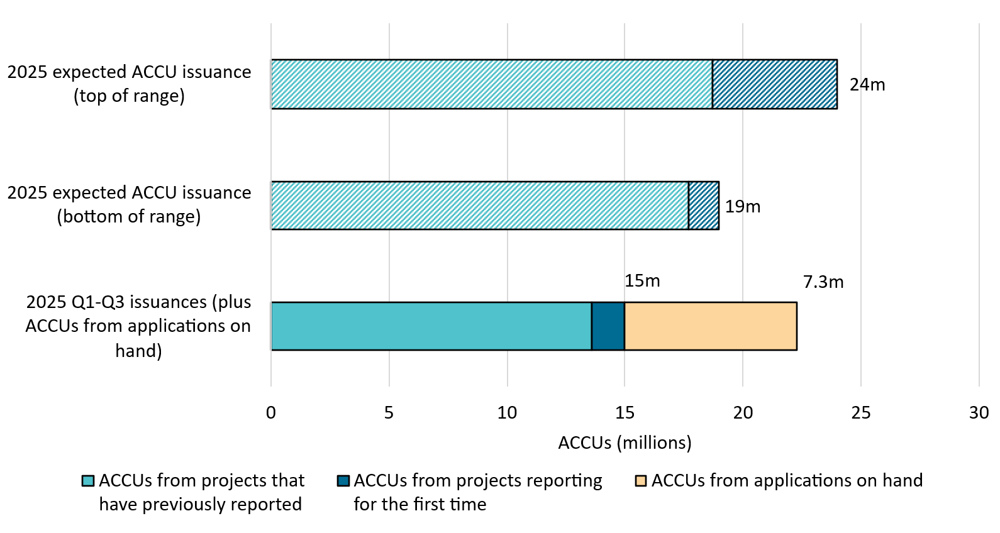 2025 expected ACCU issuance
(top of range)
24m
2025 expected ACCU issuance
(bottom of range)
19m
15m
7.3m
2025 Q1-Q3 issuances (plus
ACCUs from applications on
hand)
0 5 10 15 20 25 30
ACCUs (millions)
ACCUs from projects that
have previously reported
ACCUs from projects reporting
for the first time
ACCUs from applications on hand